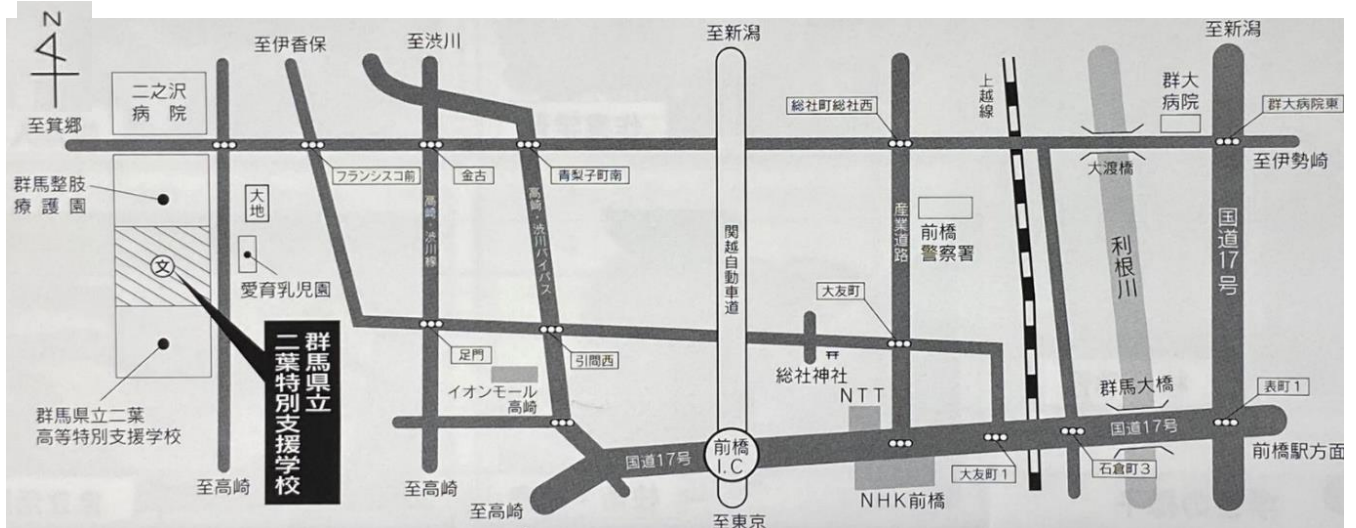 N
至箕郷
二之沢
病院
至伊香保
至渋川
至新潟
総社町総社西
上越線
群大
病院
至新潟
群大病院東
至伊勢崎
群馬整肢
療護園
大地
フランシスコ前
金古
青梨子町南
大渡橋
文
愛育乳児園
高崎・渋川線
高崎・渋川バイパス
関越自動車道
産業道路
前橋
警察署
利根川
国道17号
群馬県立
二葉特別支援学校
足門
引間西
大友町
総社神社
イオンモール
高崎
NTT
群馬大橋
表町1
群馬県立二葉
高等特別支援学校
国道17号
前橋
I.C
国道17号
前橋駅方面
大友町1
石倉町3
NHK前橋
至高崎
至高崎
至高崎
至東京